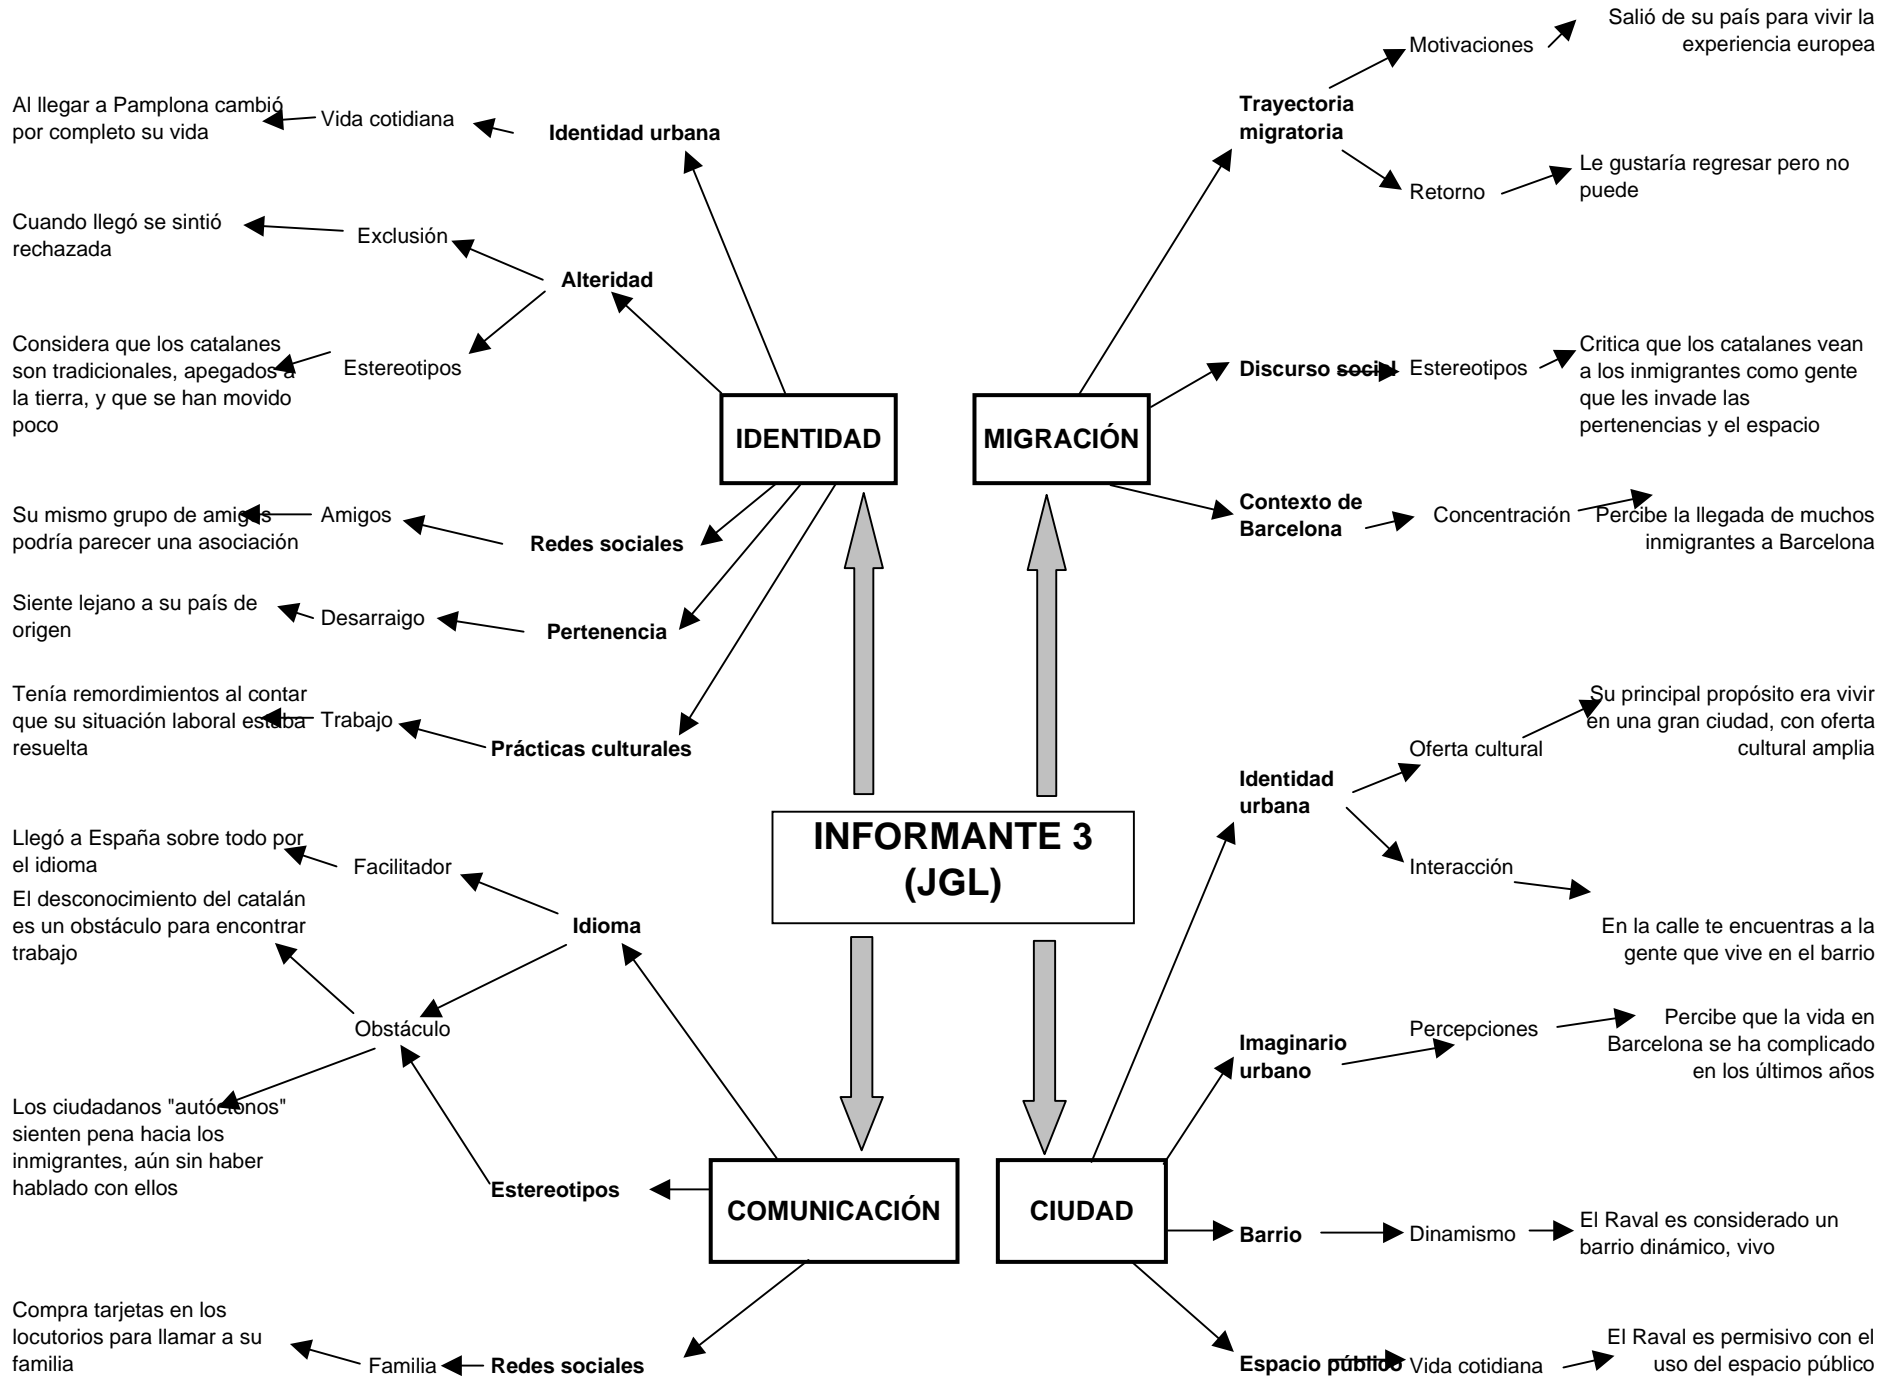 Al llegar a Pamplona cambió
por completo su vida
Vida cotidiana
Identidad urbana
Cuando llegó se sintió
rechazada
Exclusión
Alteridad
Considera que los catalanes
son tradicionales, apegados a
la tierra, y que se han movido
poco
Estereotipos
IDENTIDAD
Su mismo grupo de amigos
podría parecer una asociación
Amigos
Redes sociales
Siente lejano a su país de
origen
Desarraigo
Pertenencia
Tenía remordimientos al contar
que su situación laboral estaba
resuelta
Trabajo
Prácticas culturales
Salió de su país para vivir la
experiencia europea
Motivaciones
Trayectoria
migratoria
Retorno
Le gustaría regresar pero no
puede
MIGRACIÓN
Discurso social
Estereotipos
Critica que los catalanes vean
a los inmigrantes como gente
que les invade las
pertenencias y el espacio
Contexto de
Barcelona
Concentración
Percibe la llegada de muchos
inmigrantes a Barcelona
INFORMANTE 3
(JGL)
Llegó a España sobre todo por
el idioma
Facilitador
El desconocimiento del catalán
es un obstáculo para encontrar
trabajo
Idioma
Obstáculo
Los ciudadanos "autóctonos"
sienten pena hacia los
inmigrantes, aún sin haber
hablado con ellos
Estereotipos
COMUNICACIÓN
Compra tarjetas en los
locutorios para llamar a su
familia
Familia
Redes sociales
Su principal propósito era vivir
en una gran ciudad, con oferta
cultural amplia
Oferta cultural
Identidad
urbana
Interacción
En la calle te encuentras a la
gente que vive en el barrio
Imaginario
urbano
Percepciones
Percibe que la vida en
Barcelona se ha complicado
en los últimos años
CIUDAD
Barrio
Dinamismo
El Raval es considerado un
barrio dinámico, vivo
Espacio público
Vida cotidiana
El Raval es permisivo con el
uso del espacio público